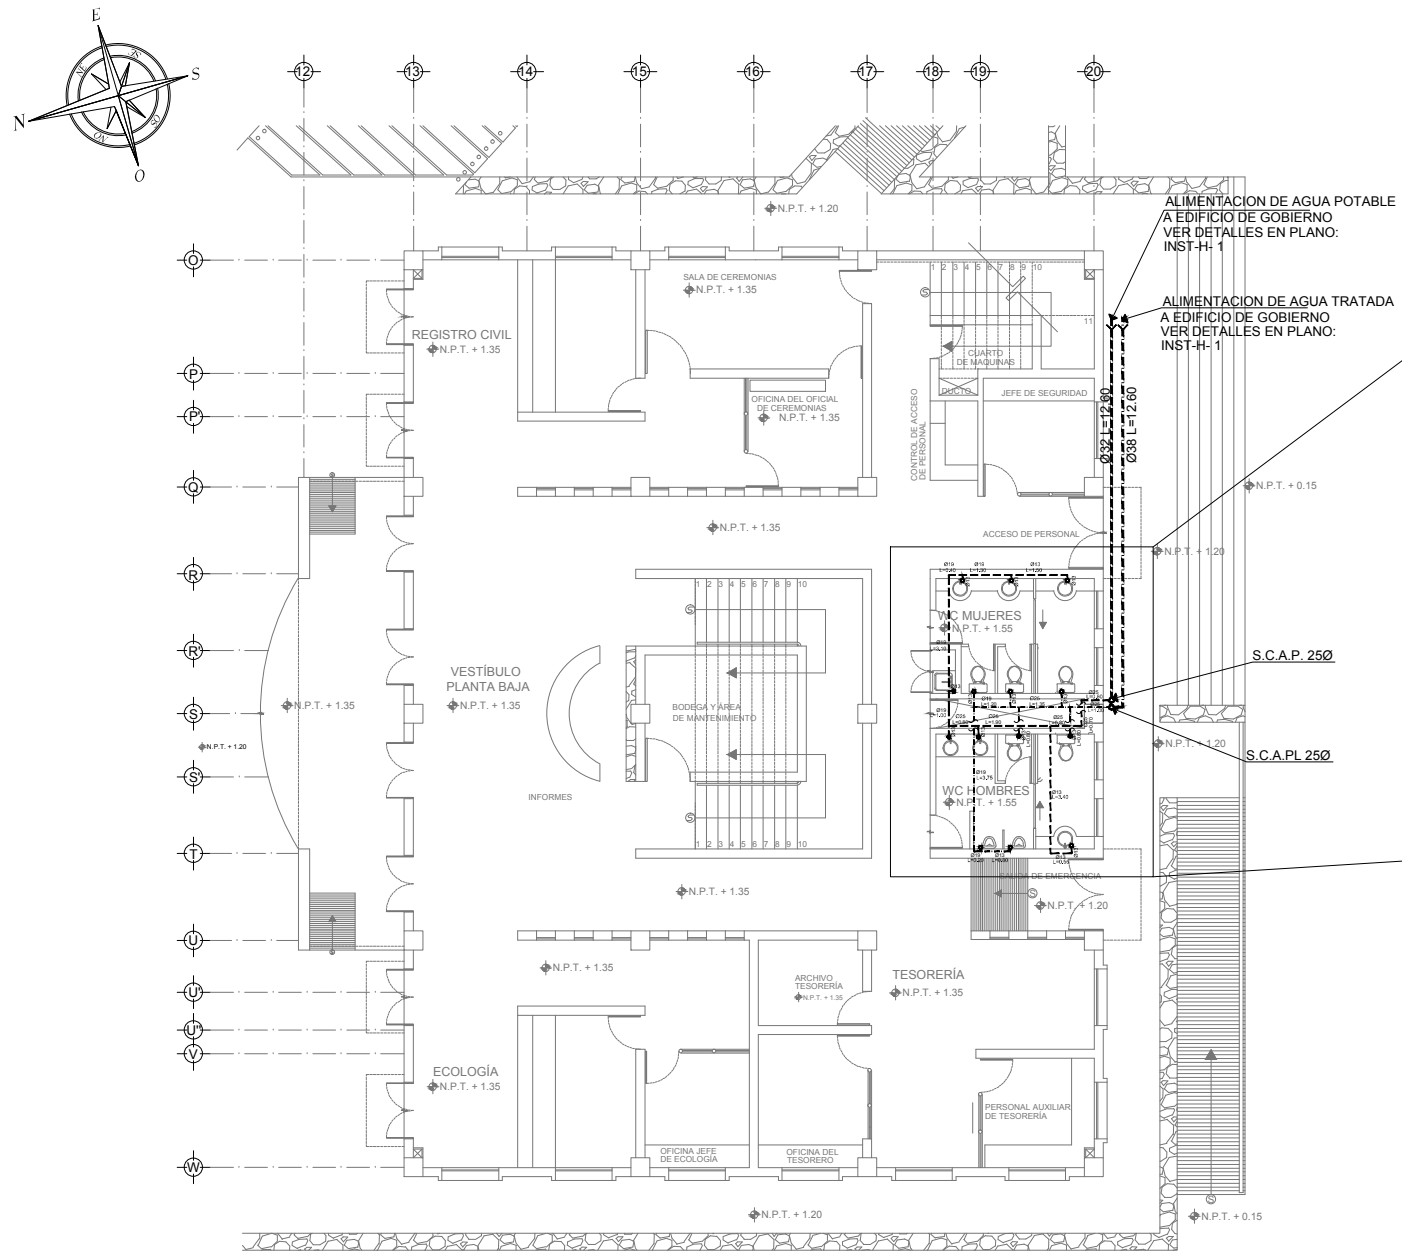 E
S
N
O
NE
NO
12
13
14
15
16
17
18
19
20
N.P.T. + 1.20
ALIMENTACION DE AGUA POTABLE
A EDIFICIO DE GOBIERNO
VER DETALLES EN PLANO:
INST-H- 1
ALIMENTACION DE AGUA TRATADA
A EDIFICIO DE GOBIERNO
VER DETALLES EN PLANO:
INST-H- 1
O
P
P'
Q
R
R'
S
S'
T
U
U'
U"
V
W
SALA DE CEREMONIAS
N.P.T. + 1.35
1 2 3 4 5 6 7 8 9 10
11
S
REGISTRO CIVIL
N.P.T. + 1.35
CUARTO
DE MAQUINAS
DUCTO
JEFE DE SEGURIDAD
OFICINA DEL OFICIAL
DE CEREMONIAS
N.P.T. + 1.35
CONTROL DE ACCESO
DE PERSONAL
Ø32 L=12.60
Ø38 L=12.60
N.P.T. + 0.15
N.P.T. + 1.35
ACCESO DE PERSONAL
N.P.T. + 1.20
1 2 3 4 5 6 7 8 9 10
S
WC MUJERES
N.P.T. + 1.55
S.C.A.P. 25Ø
VESTÍBULO
PLANTA BAJA
N.P.T. + 1.35
N.P.T. + 1.35
N.P.T. + 1.20
BODEGA Y ÁREA
DE MANTENIMIENTO
N.P.T. + 1.20
S.C.A.PL 25Ø
INFORMES
WC HOMBRES
N.P.T. + 1.55
Ø19
L=3.75
Ø13
L=3.40
S
1 2 3 4 5 6 7 8 9 10
SALIDA DE EMERGENCIA
S
N.P.T. + 1.35
N.P.T. + 1.20
N.P.T. + 1.35
ARCHIVO
TESORERÍA
N.P.T. + 1.35
TESORERÍA
N.P.T. + 1.35
ECOLOGÍA
N.P.T. + 1.35
PERSONAL AUXILIAR
DE TESORERÍA
OFICINA JEFE
DE ECOLOGÍA
OFICINA DEL
TESORERO
S
N.P.T. + 1.20
N.P.T. + 0.15